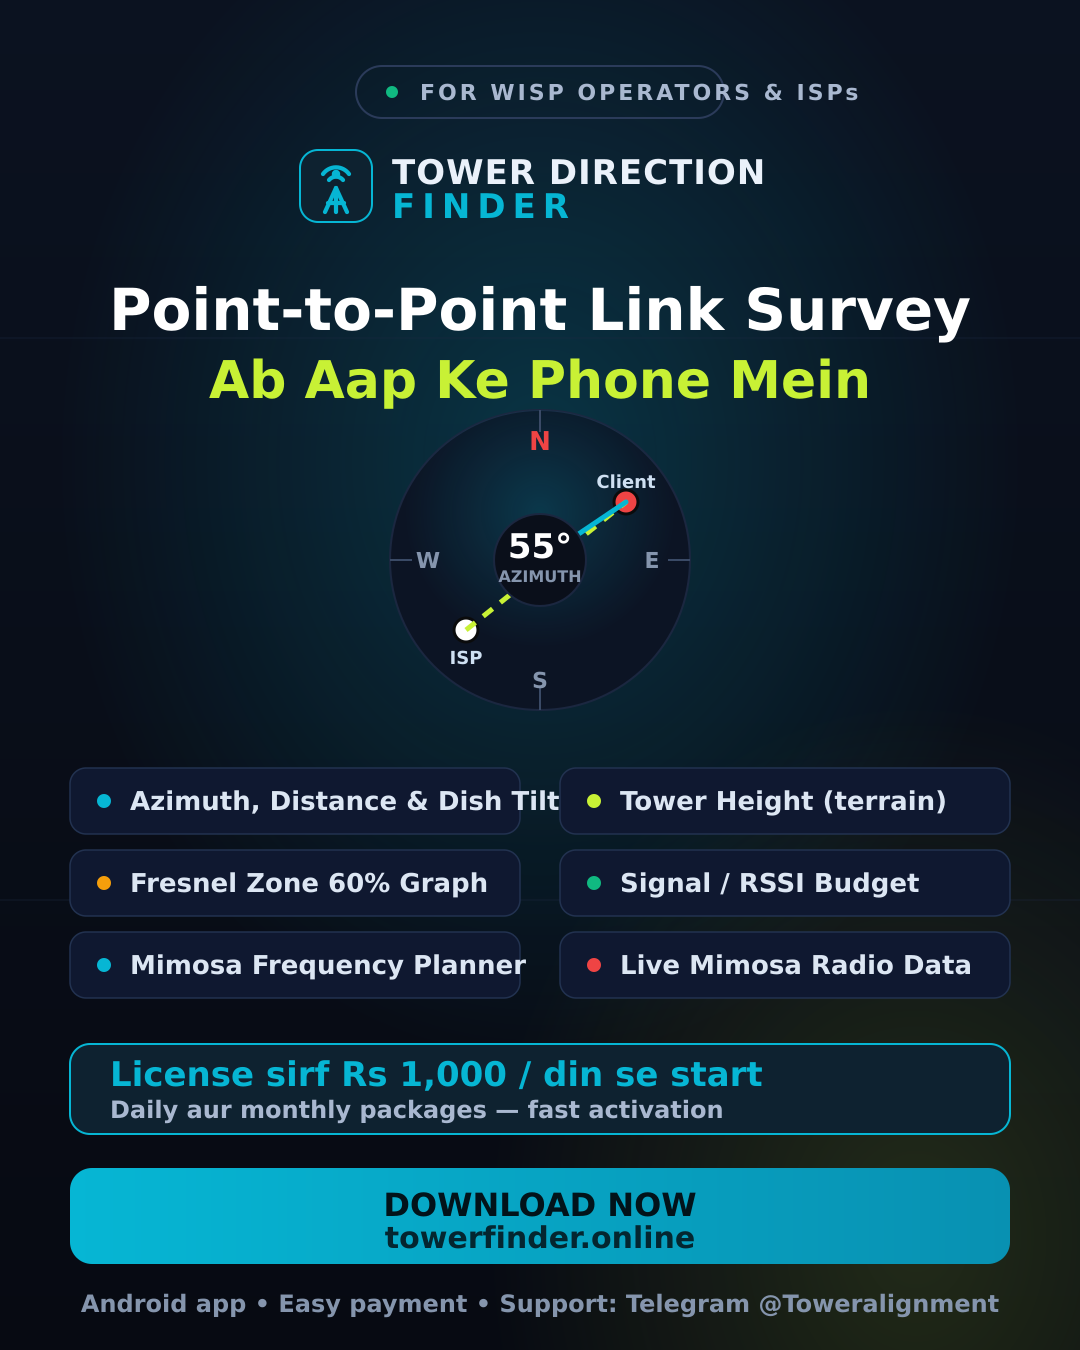 FOR WISP OPERATORS & ISPs
TOWER DIRECTION
FINDER
Point-to-Point Link Survey
Ab Aap Ke Phone Mein
N
Client
55°
AZIMUTH
W
E
ISP
S
Azimuth, Distance & Dish Tilt
Tower Height (terrain)
Fresnel Zone 60% Graph
Signal / RSSI Budget
Mimosa Frequency Planner
Live Mimosa Radio Data
License sirf Rs 1,000 / din se start
Daily aur monthly packages — fast activation
DOWNLOAD NOW
towerfinder.online
Android app • Easy payment • Support: Telegram @Toweralignment